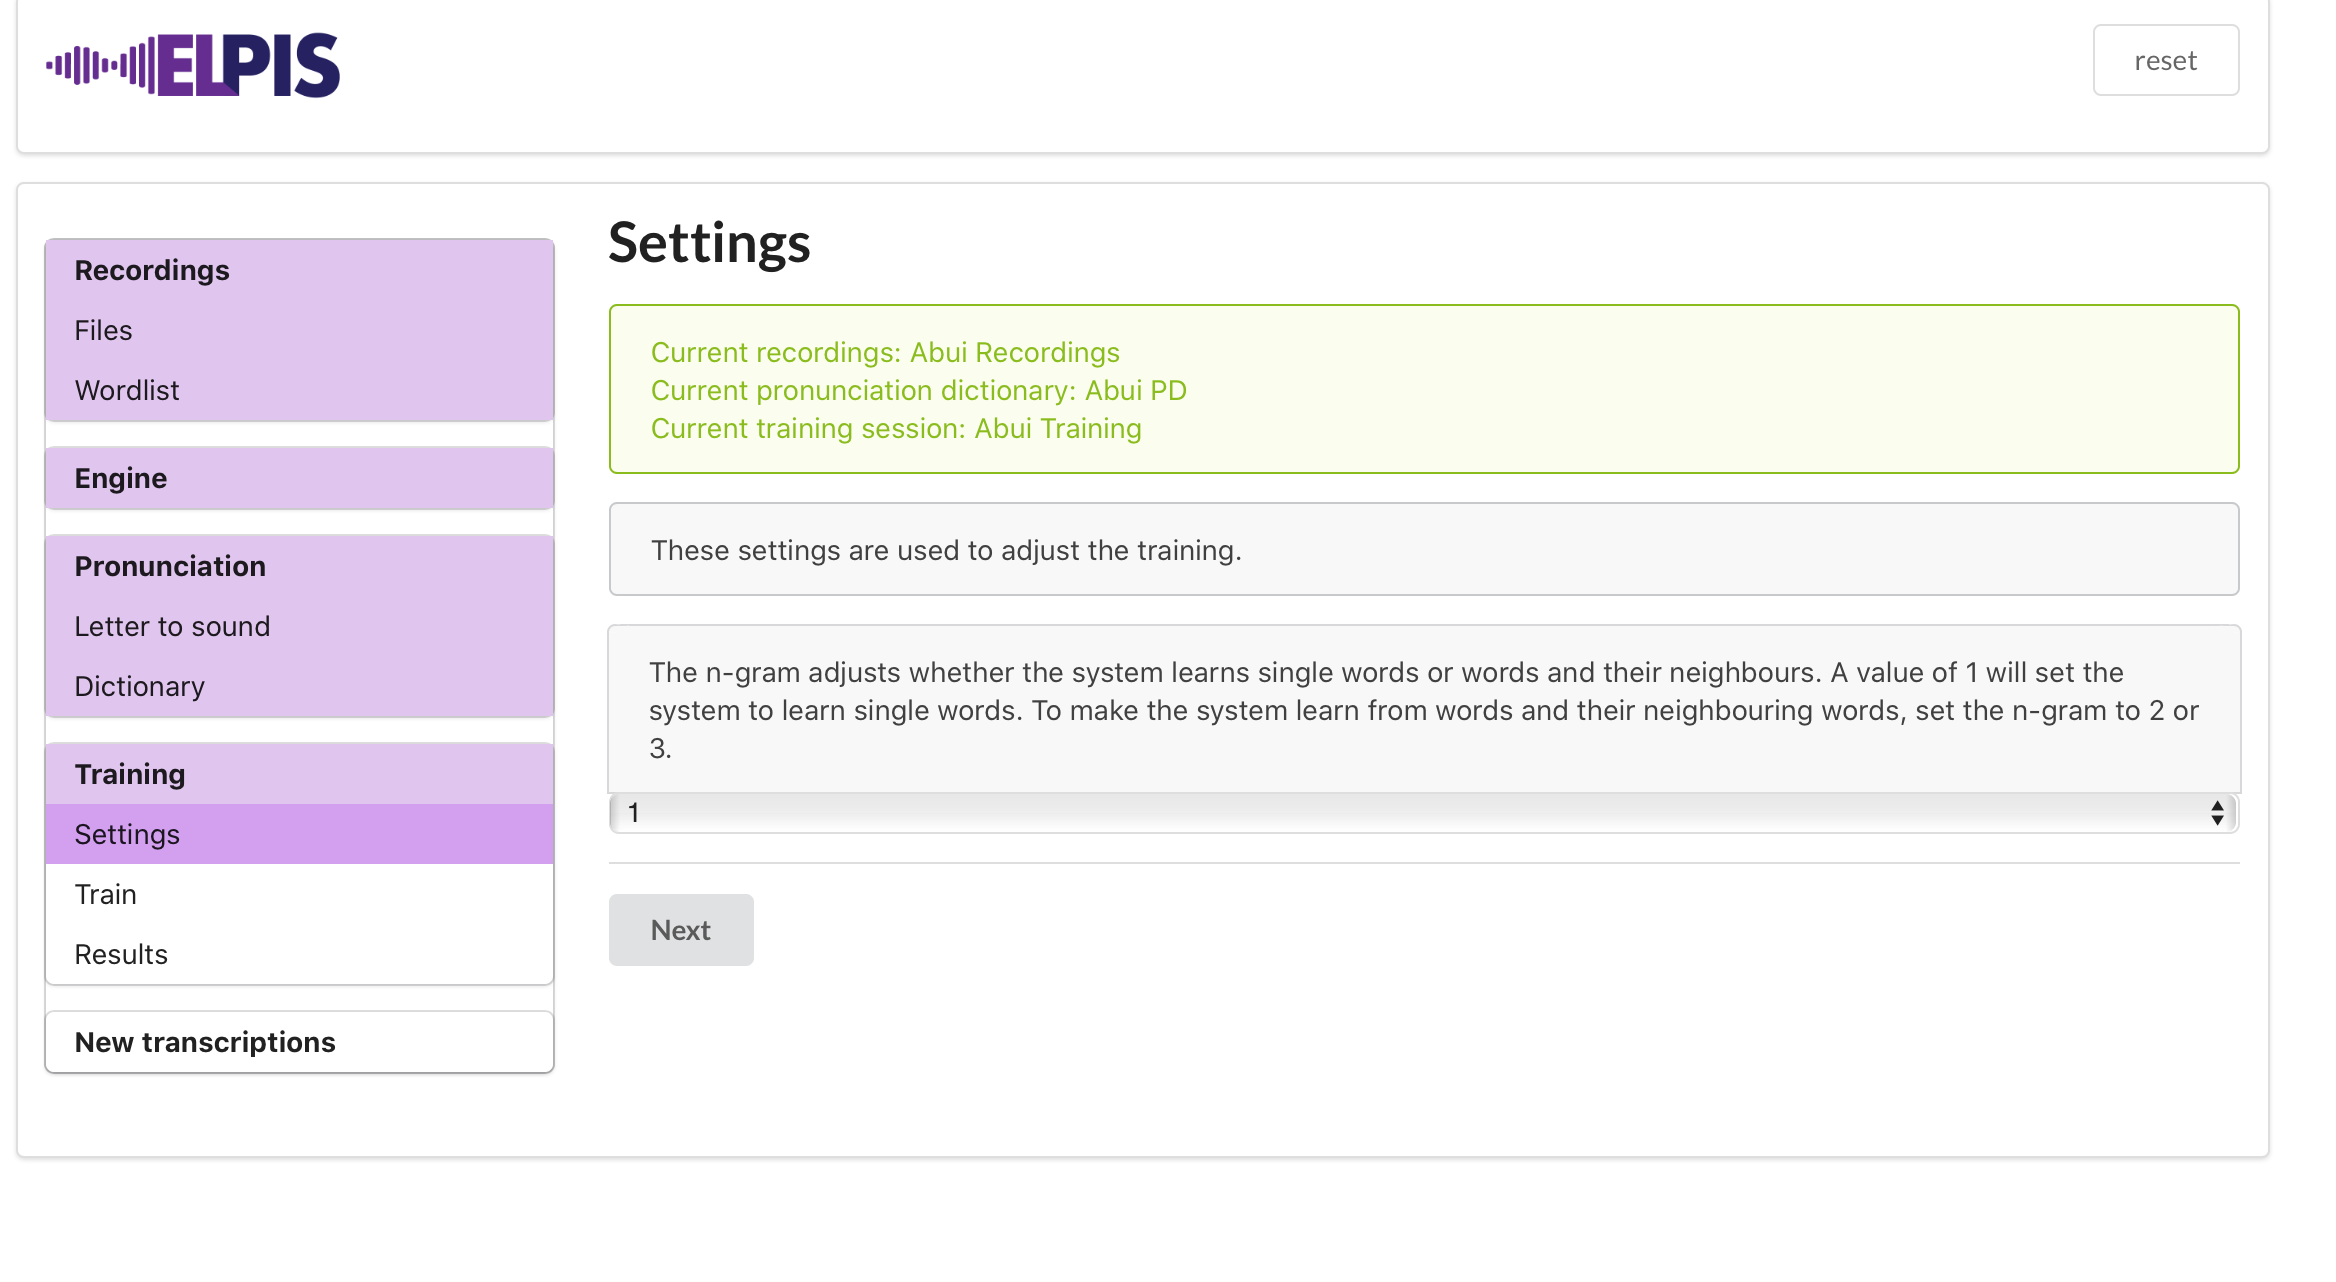 ELPIS
reset
Recordings
Files
Wordlist
Engine
Pronunciation
Letter to sound
Dictionary
Training
Settings
Train
Results
New transcriptions
Settings
Current recordings: Abui Recordings
Current pronunciation dictionary: Abui PD
Current training session: Abui Training
These settings are used to adjust the training.
The n-gram adjusts whether the system learns single words or words and their neighbours. A value of 1 will set the
system to learn single words. To make the system learn from words and their neighbouring words, set the n-gram to 2 or
3.
1
Next